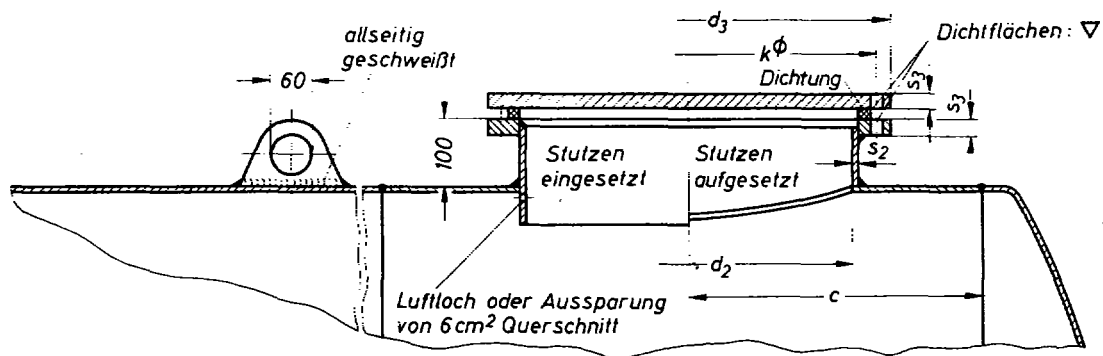 d3
Dichtflächen: ▽
allseitig
geschweißt
k⌀
60
Dichtung
s3
s3
100
Stutzen
eingesetzt
Stutzen
aufgesetzt
s2
d2
c
Luftloch oder Aussparung
von 6 cm² Querschnitt